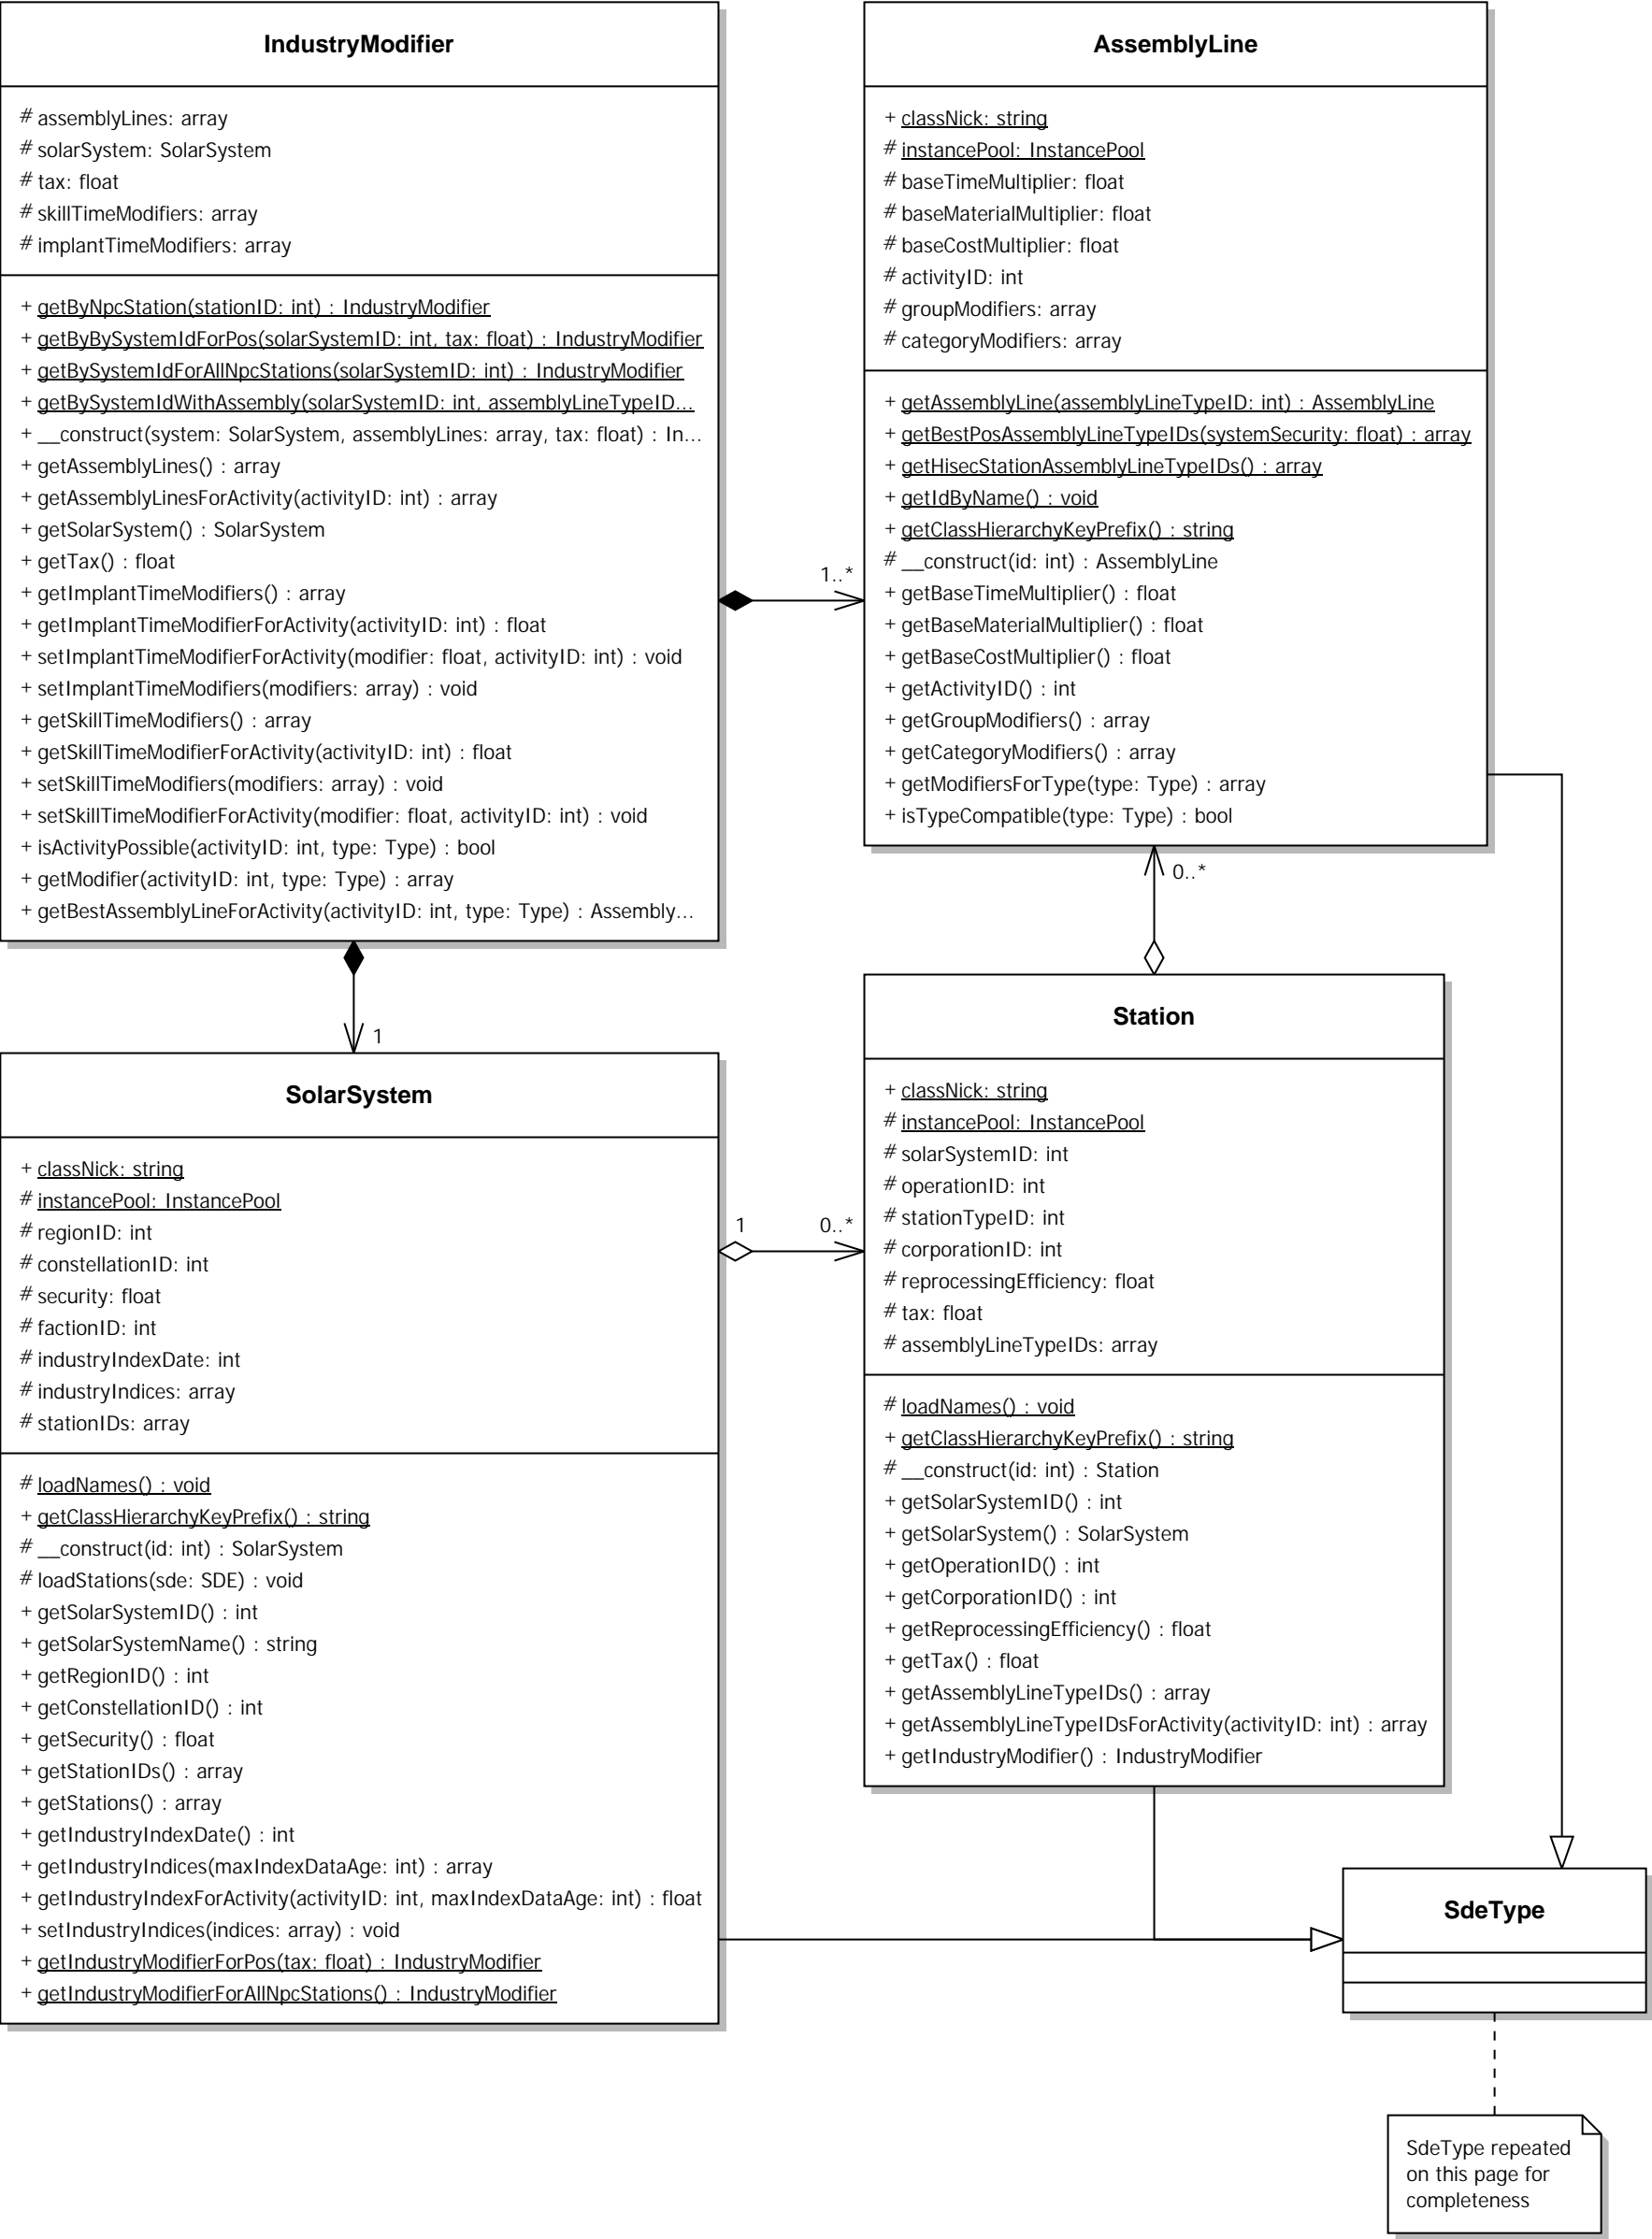 IndustryModifier
# assemblyLines: array
# solarSystem: SolarSystem
# tax: float
# skillTimeModifiers: array
# implantTimeModifiers: array
+ getByNpcStation(stationID: int) : IndustryModifier
+ getByBySystemIdForPos(solarSystemID: int, tax: float) : IndustryModifier
+ getBySystemIdForAllNpcStations(solarSystemID: int) : IndustryModifier
+ getBySystemIdWithAssembly(solarSystemID: int, assemblyLineTypeID...
+ __construct(system: SolarSystem, assemblyLines: array, tax: float) : In...
+ getAssemblyLines() : array
+ getAssemblyLinesForActivity(activityID: int) : array
+ getSolarSystem() : SolarSystem
+ getTax() : float
+ getImplantTimeModifiers() : array
+ getImplantTimeModifierForActivity(activityID: int) : float
+ setImplantTimeModifierForActivity(modifier: float, activityID: int) : void
+ setImplantTimeModifiers(modifiers: array) : void
+ getSkillTimeModifiers() : array
+ getSkillTimeModifierForActivity(activityID: int) : float
+ setSkillTimeModifiers(modifiers: array) : void
+ setSkillTimeModifierForActivity(modifier: float, activityID: int) : void
+ isActivityPossible(activityID: int, type: Type) : bool
+ getModifier(activityID: int, type: Type) : array
+ getBestAssemblyLineForActivity(activityID: int, type: Type) : Assembly...
1..*
AssemblyLine
+ classNick: string
# instancePool: InstancePool
# baseTimeMultiplier: float
# baseMaterialMultiplier: float
# baseCostMultiplier: float
# activityID: int
# groupModifiers: array
# categoryModifiers: array
+ getAssemblyLine(assemblyLineTypeID: int) : AssemblyLine
+ getBestPosAssemblyLineTypeIDs(systemSecurity: float) : array
+ getHisecStationAssemblyLineTypeIDs() : array
+ getIdByName() : void
+ getClassHierarchyKeyPrefix() : string
# __construct(id: int) : AssemblyLine
+ getBaseTimeMultiplier() : float
+ getBaseMaterialMultiplier() : float
+ getBaseCostMultiplier() : float
+ getActivityID() : int
+ getGroupModifiers() : array
+ getCategoryModifiers() : array
+ getModifiersForType(type: Type) : array
+ isTypeCompatible(type: Type) : bool
0..*
1
SolarSystem
+ classNick: string
# instancePool: InstancePool
# regionID: int
# constellationID: int
# security: float
# factionID: int
# industryIndexDate: int
# industryIndices: array
# stationIDs: array
# loadNames() : void
+ getClassHierarchyKeyPrefix() : string
# __construct(id: int) : SolarSystem
# loadStations(sde: SDE) : void
+ getSolarSystemID() : int
+ getSolarSystemName() : string
+ getRegionID() : int
+ getConstellationID() : int
+ getSecurity() : float
+ getStationIDs() : array
+ getStations() : array
+ getIndustryIndexDate() : int
+ getIndustryIndices(maxIndexDataAge: int) : array
+ getIndustryIndexForActivity(activityID: int, maxIndexDataAge: int) : float
+ setIndustryIndices(indices: array) : void
+ getIndustryModifierForPos(tax: float) : IndustryModifier
+ getIndustryModifierForAllNpcStations() : IndustryModifier
1
0..*
Station
+ classNick: string
# instancePool: InstancePool
# solarSystemID: int
# operationID: int
# stationTypeID: int
# corporationID: int
# reprocessingEfficiency: float
# tax: float
# assemblyLineTypeIDs: array
# loadNames() : void
+ getClassHierarchyKeyPrefix() : string
# __construct(id: int) : Station
+ getSolarSystemID() : int
+ getSolarSystem() : SolarSystem
+ getOperationID() : int
+ getCorporationID() : int
+ getReprocessingEfficiency() : float
+ getTax() : float
+ getAssemblyLineTypeIDs() : array
+ getAssemblyLineTypeIDsForActivity(activityID: int) : array
+ getIndustryModifier() : IndustryModifier
SdeType
SdeType repeated
on this page for
completeness